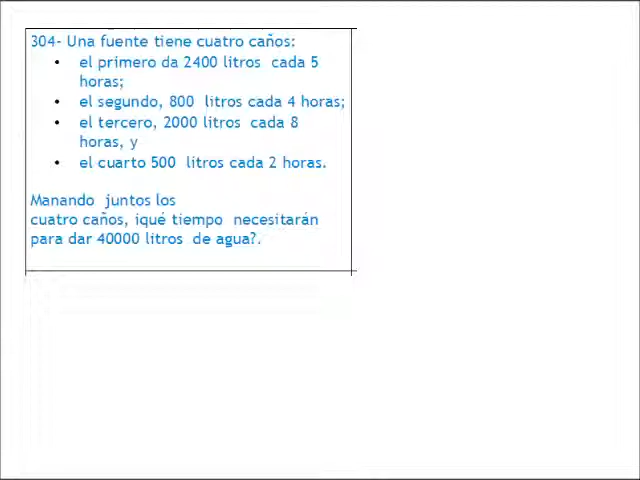 304- Una fuente tiene cuatro caños:
• el primero da 2400 litros cada 5
horas;
• el segundo, 800 litros cada 4 horas;
• el tercero, 2000 litros cada 8
horas, y
• el cuarto 500 litros cada 2 horas.
Manando juntos los
cuatro caños, iqué tiempo necesitarán
para dar 40000 litros de agua?.